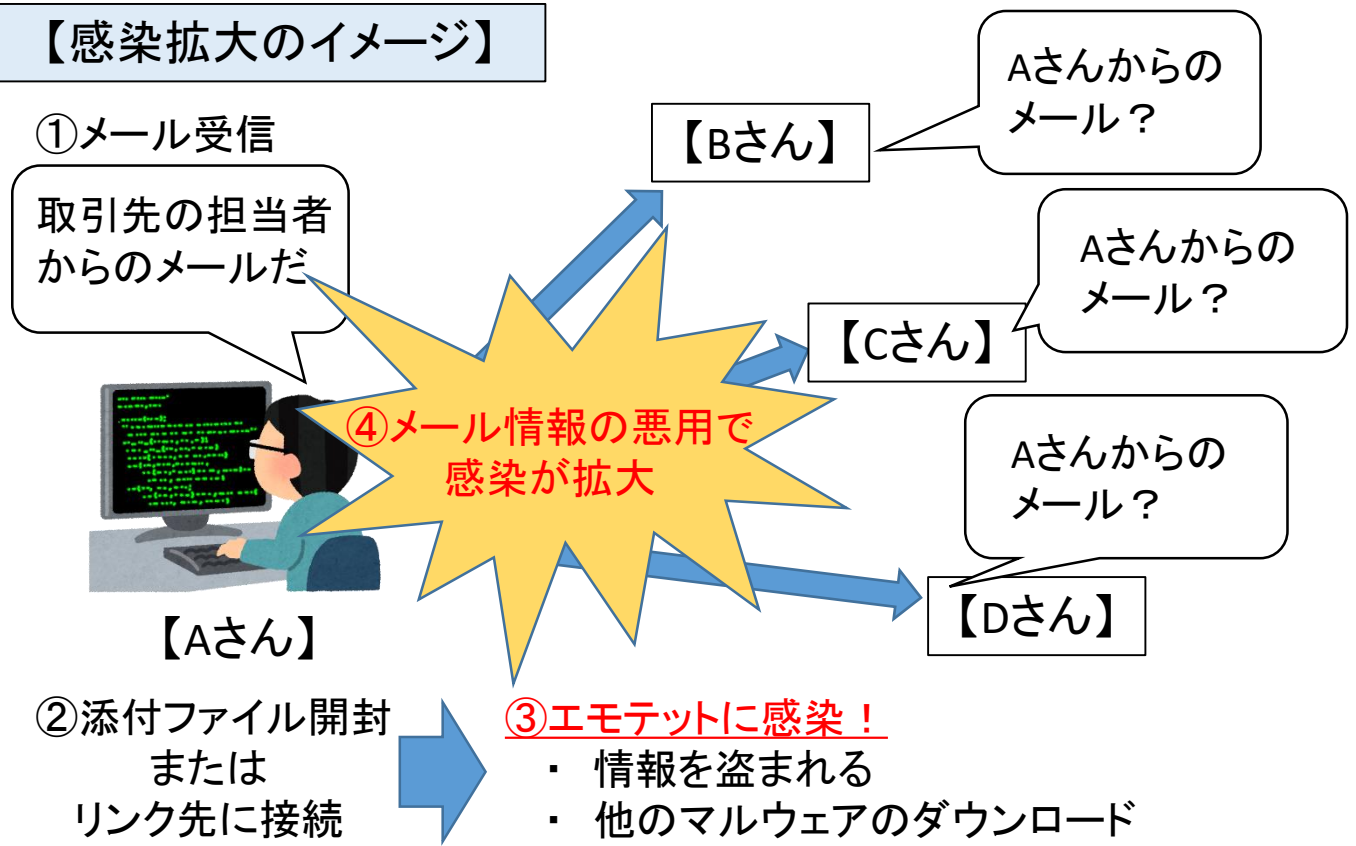 【感染拡大のイメージ】
①メール受信
取引先の担当者
からのメールだ
【Aさん】
②添付ファイル開封
または
リンク先に接続
③エモテットに感染！
・ 情報を盗まれる
・ 他のマルウェアのダウンロード
④メール情報の悪用で
感染が拡大
【Bさん】
Aさんからの
メール？
【Cさん】
Aさんからの
メール？
【Dさん】
Aさんからの
メール？